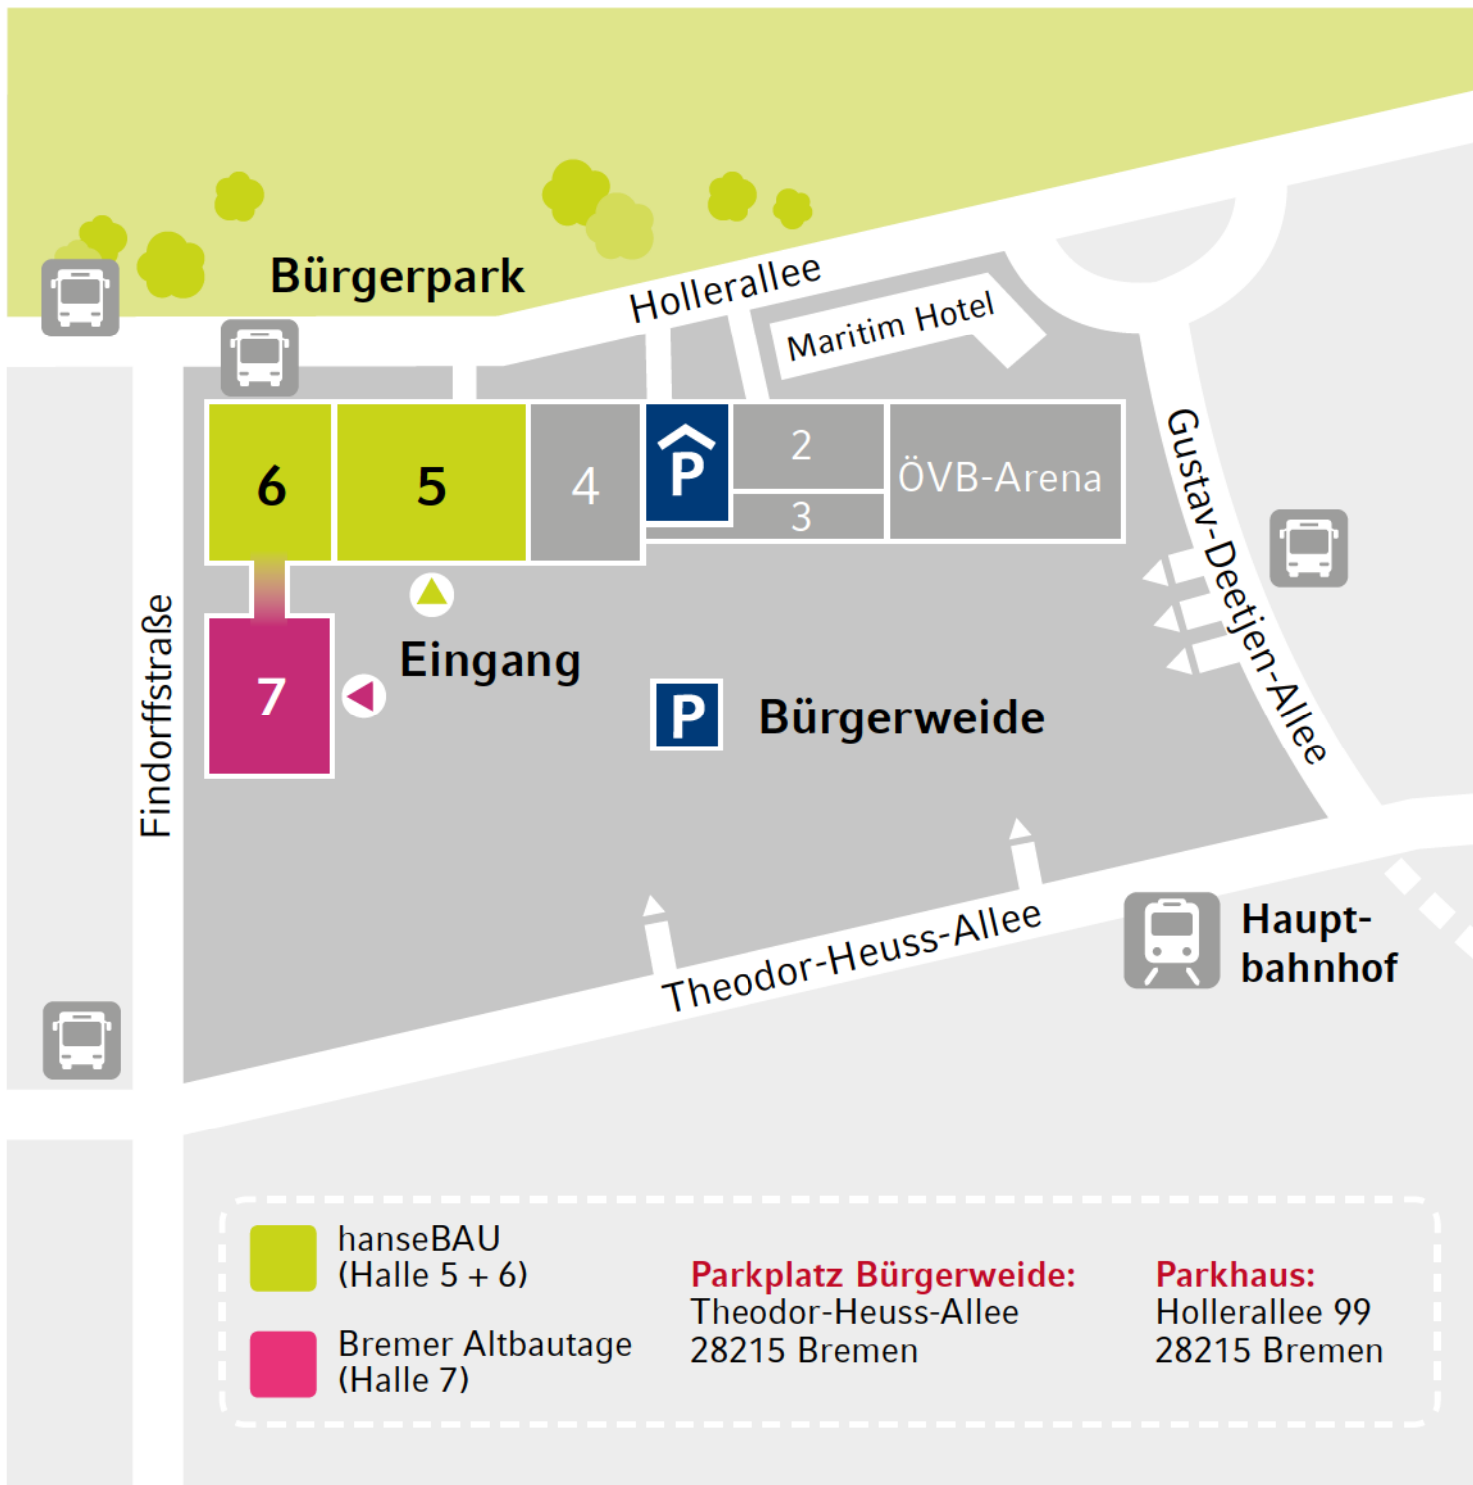 Bürgerpark
Hollerallee
Maritim Hotel
6
5
4
P
2
3
ÖVB-Arena
Gustav-Deetjen-Allee
Findorffstraße
7
Eingang
P
Bürgerweide
Theodor-Heuss-Allee
Haupt-
bahnhof
hanseBAU
(Halle 5 + 6)
Bremer Altbautage
(Halle 7)
Parkplatz Bürgerweide:
Theodor-Heuss-Allee
28215 Bremen
Parkhaus:
Hollerallee 99
28215 Bremen